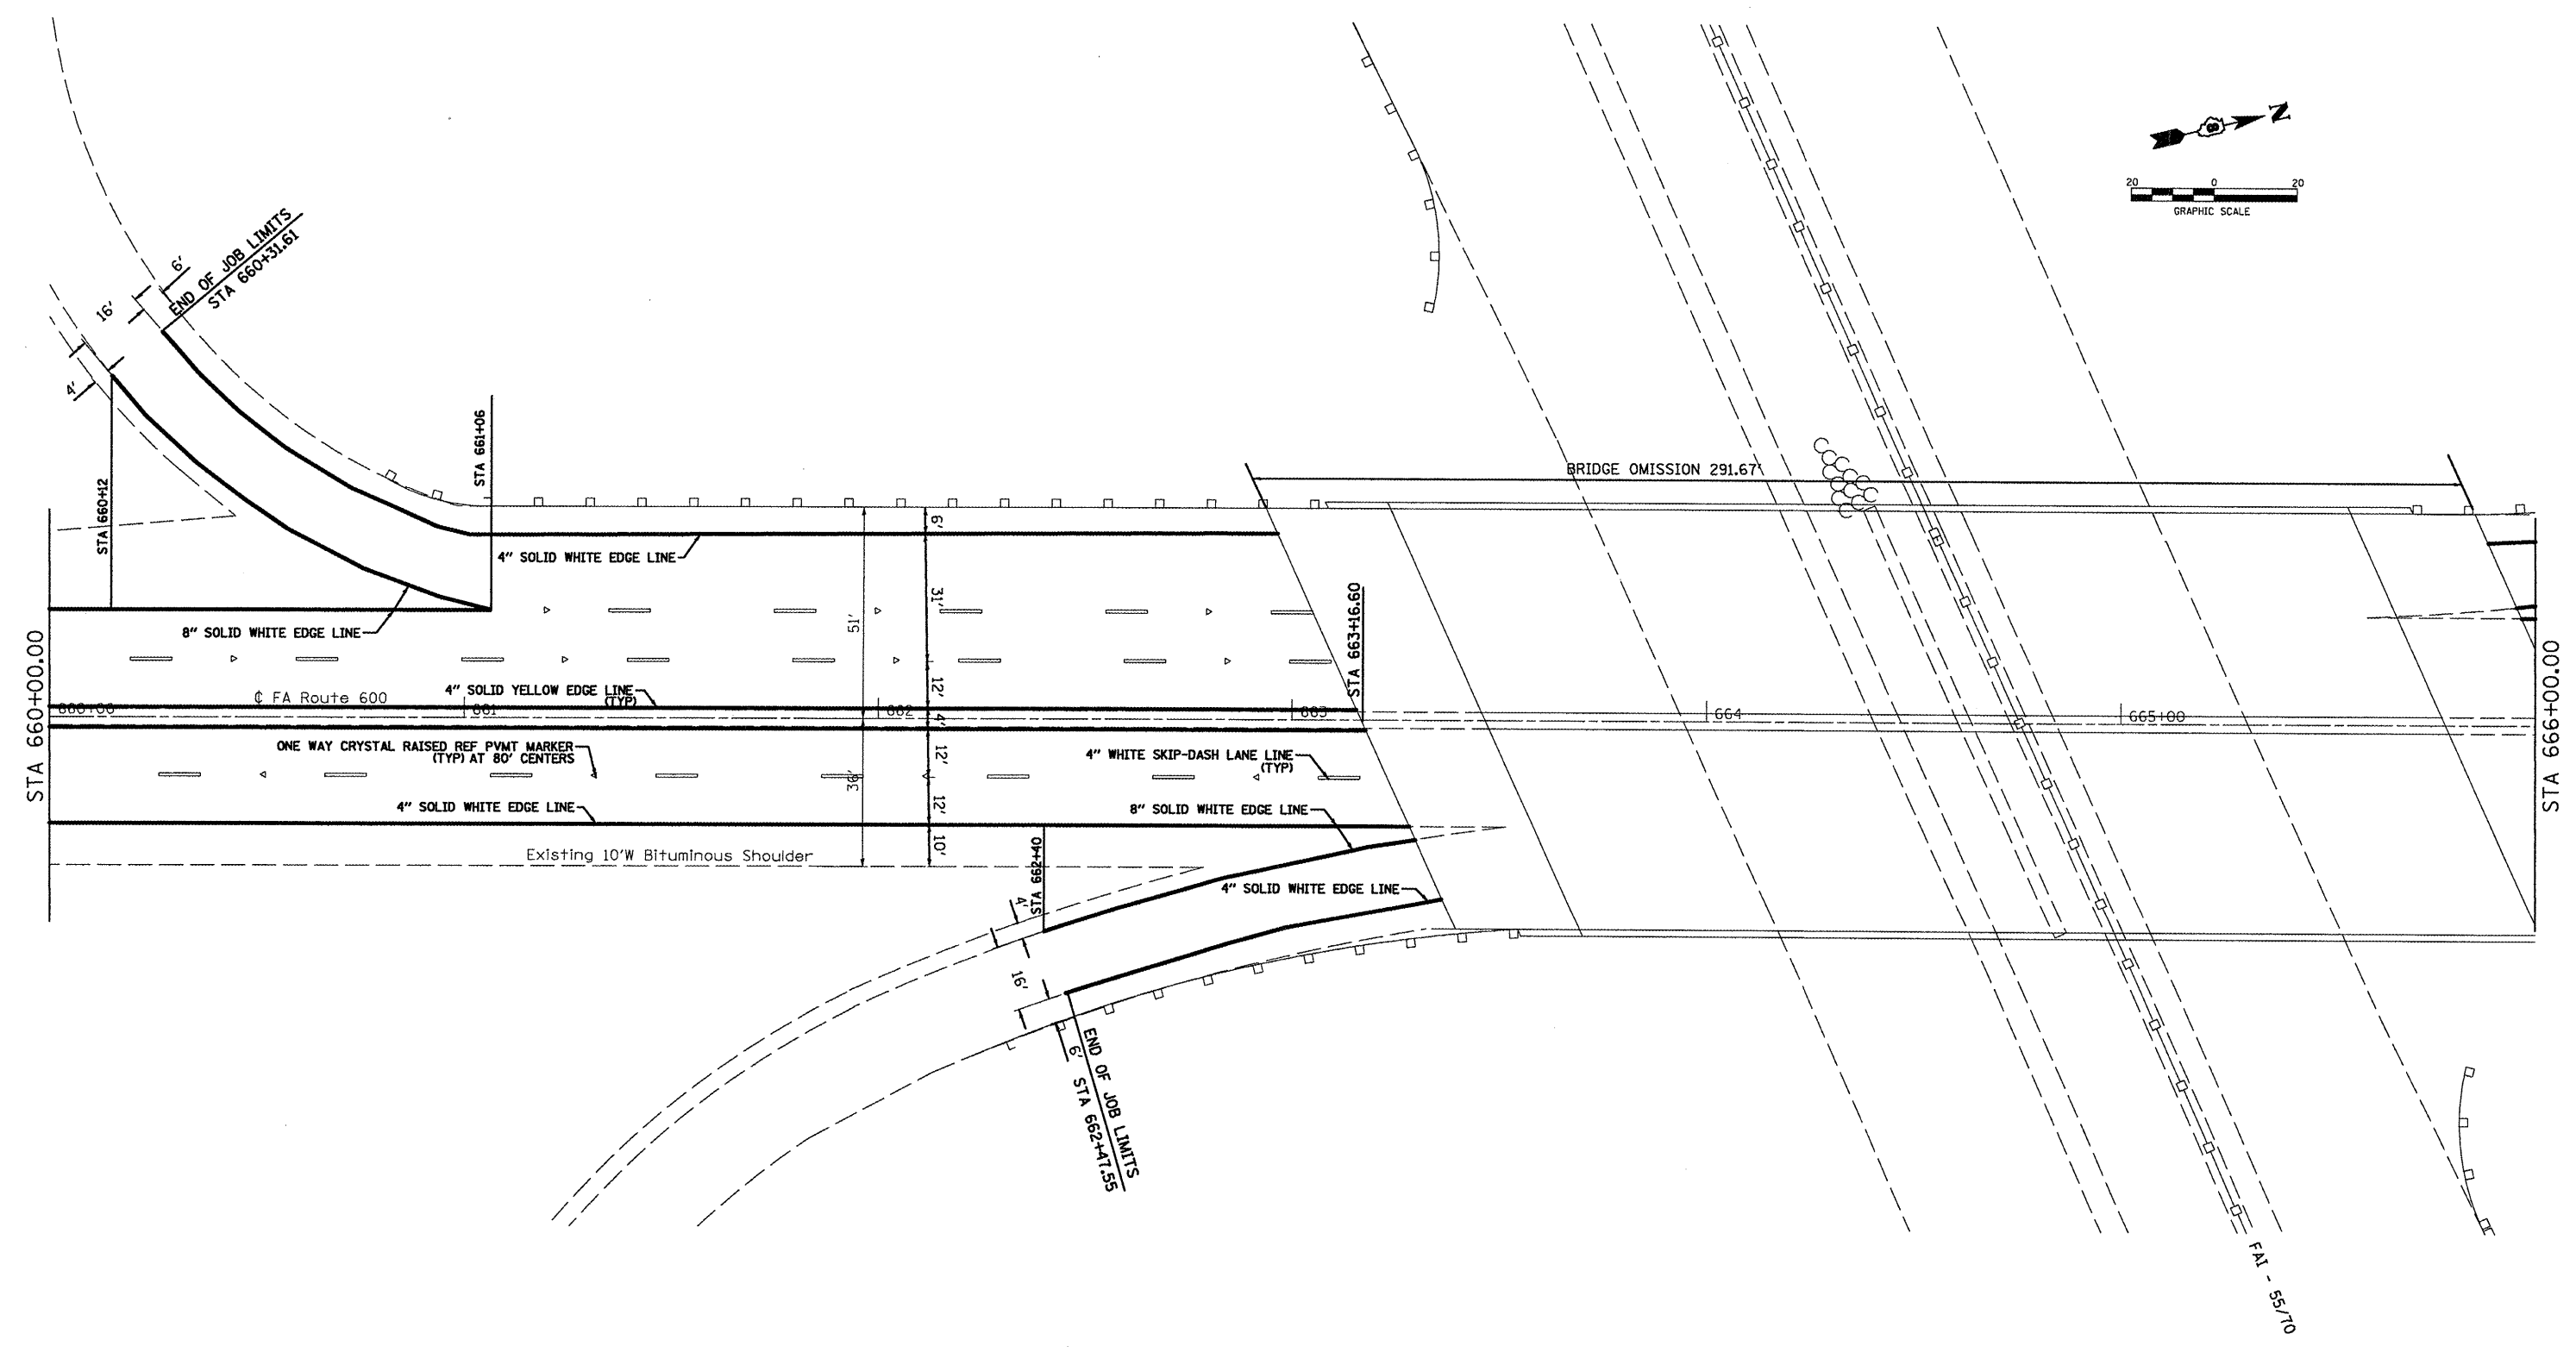 N
20 0 20
GRAPHIC SCALE
END OF JOB LIMITS
STA 660+31.61
6'
16'
4'
STA 660+12
STA 661+06
BRIDGE OMISSION 291.67'
6'
4" SOLID WHITE EDGE LINE
31'
51'
8" SOLID WHITE EDGE LINE
STA 663+16.60
STA 660+00.00
STA 666+00.00
₵ FA Route 600
4" SOLID YELLOW EDGE LINE
(TYP)
12'
660+00 661 662 663 664 665+00
4'
ONE WAY CRYSTAL RAISED REF PVMT MARKER
(TYP) AT 80' CENTERS
12'
36'
4" WHITE SKIP-DASH LANE LINE
(TYP)
4" SOLID WHITE EDGE LINE
12'
8" SOLID WHITE EDGE LINE
10'
Existing 10'W Bituminous Shoulder
STA 662+40
4" SOLID WHITE EDGE LINE
4'
16'
6'
END OF JOB LIMITS
STA 662+47.55
FAI - 55/70